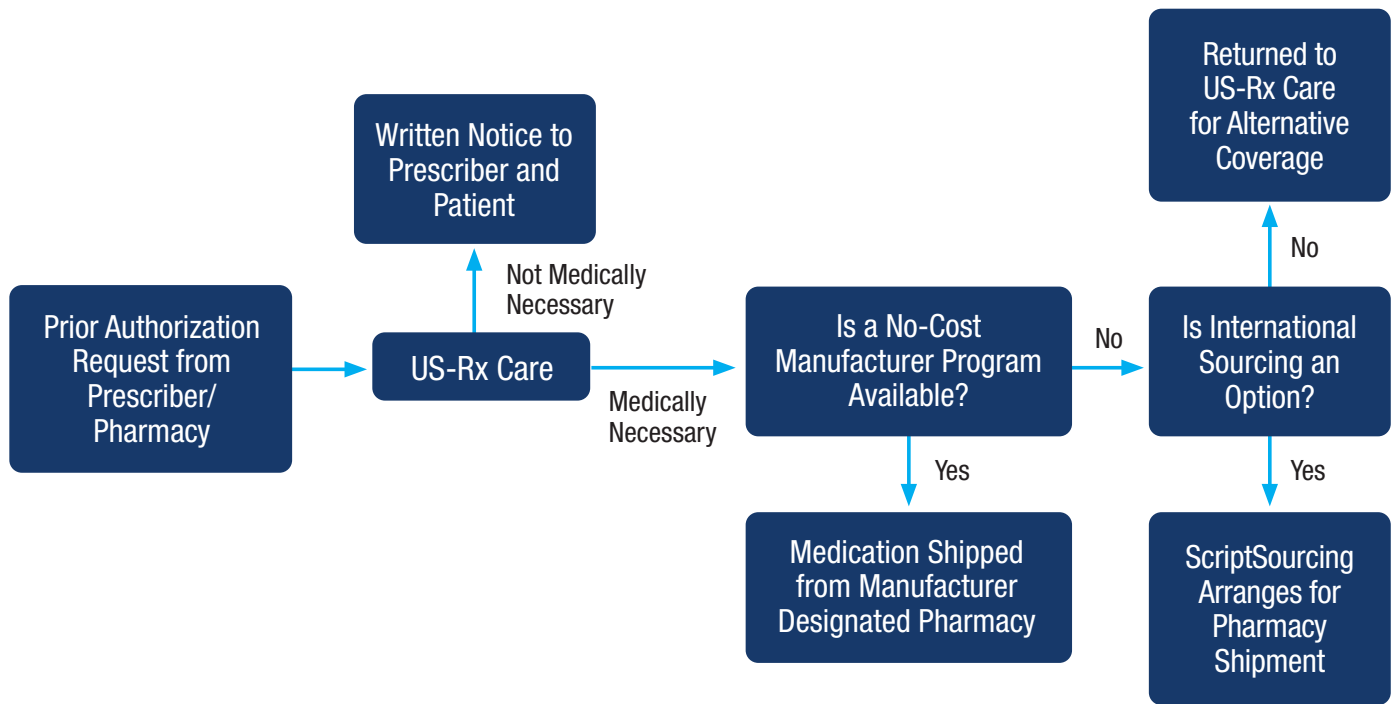 Prior Authorization
Request from
Prescriber/
Pharmacy
US-Rx Care
Not Medically
Necessary
Written Notice to
Prescriber and
Patient
Medically
Necessary
Is a No-Cost
Manufacturer Program
Available?
Yes
Medication Shipped
from Manufacturer
Designated Pharmacy
No
Is International
Sourcing an
Option?
No
Returned to
US-Rx Care
for Alternative
Coverage
Yes
ScriptSourcing
Arranges for
Pharmacy
Shipment